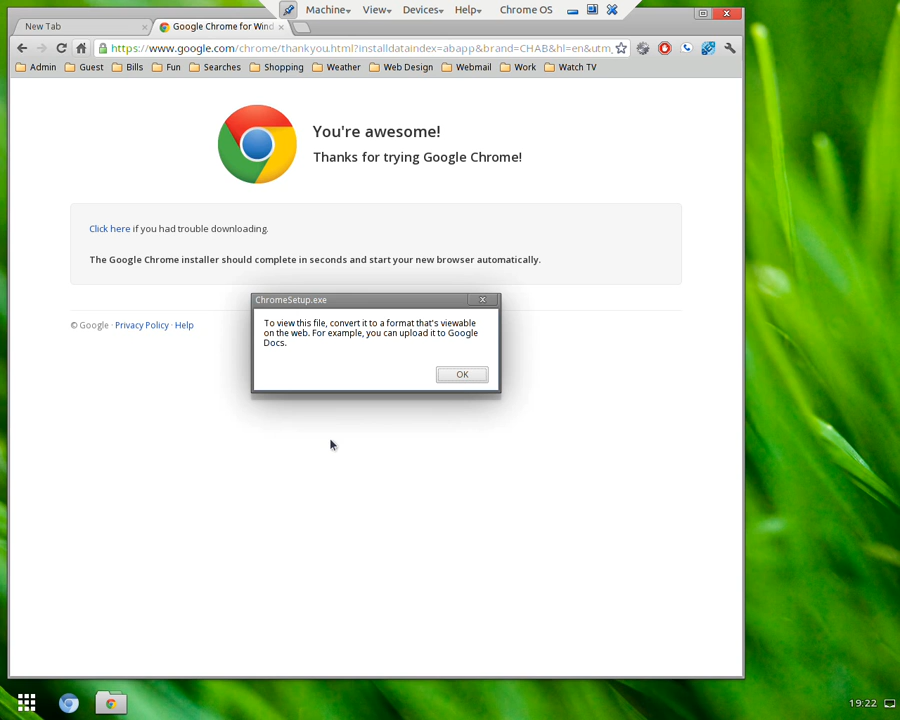 Machine View Devices Help Chrome OS
New Tab Google Chrome for Wind
https://www.google.com/chrome/thankyou.html?installdataindex=abapp&brand=CHAB&hl=en&utm_
Admin Guest Bills Fun Searches Shopping Weather Web Design Webmail Work Watch TV
You're awesome!
Thanks for trying Google Chrome!
Click here if you had trouble downloading.
The Google Chrome installer should complete in seconds and start your new browser automatically.
ChromeSetup.exe
To view this file, convert it to a format that's viewable
on the web. For example, you can upload it to Google
Docs.
OK
© Google · Privacy Policy · Help
19:22